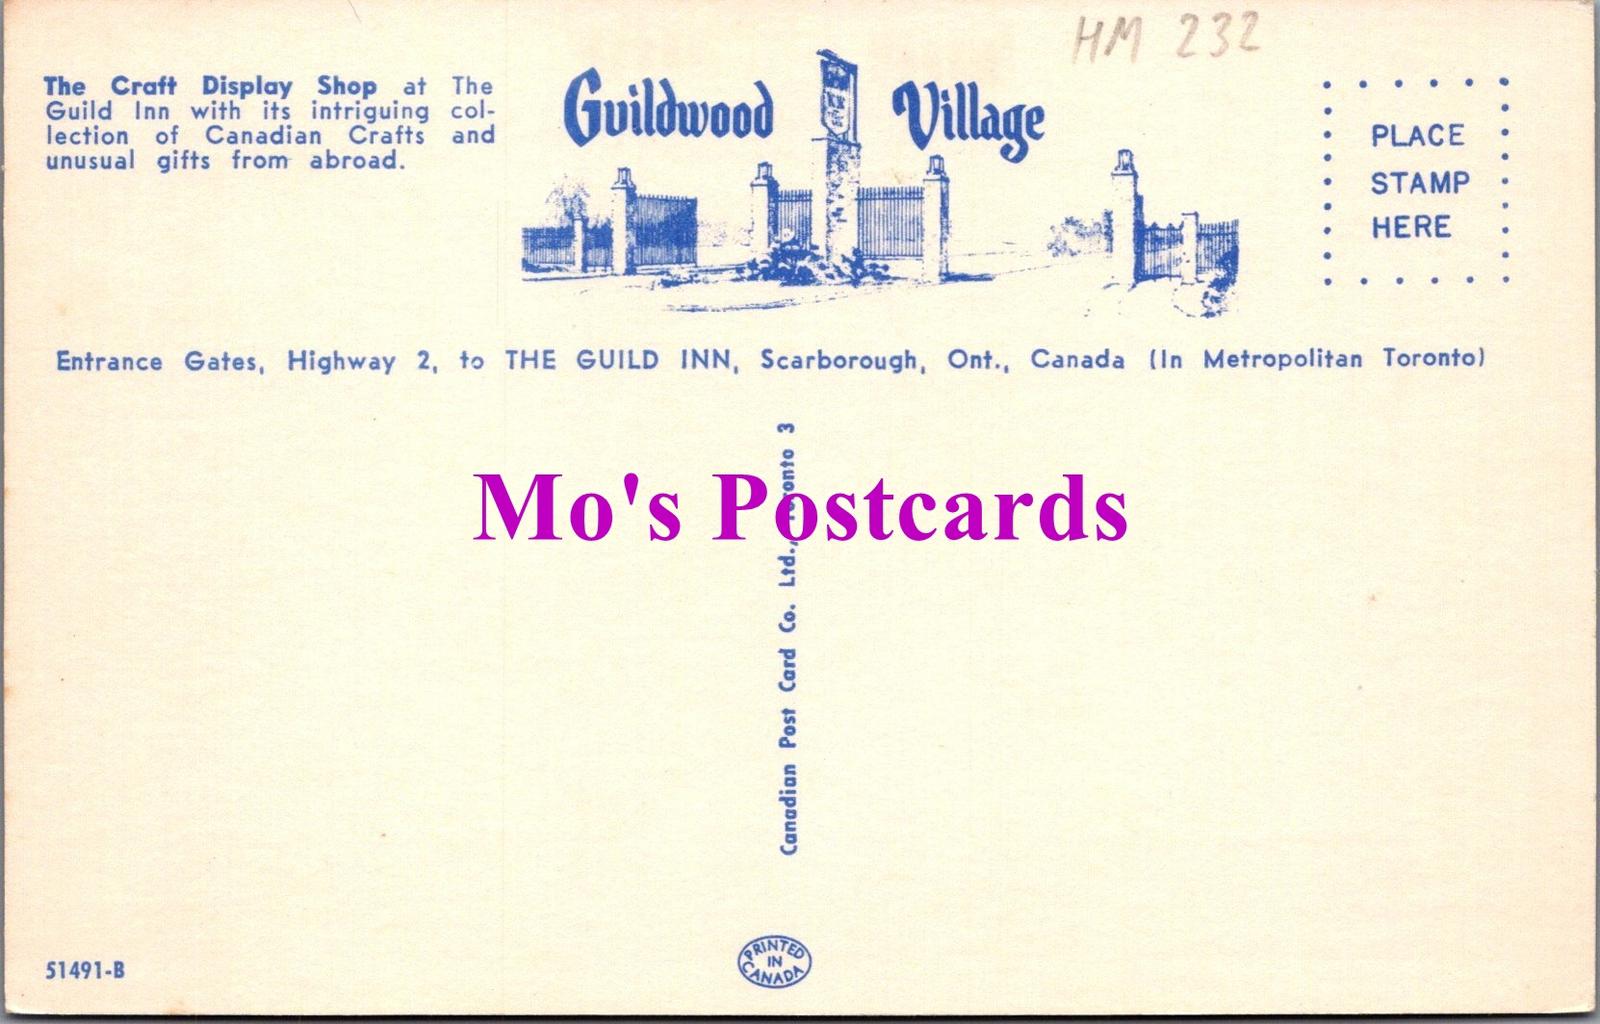 HM 232
The Craft Display Shop at The
Guild Inn with its intriguing col-
lection of Canadian Crafts and
unusual gifts from abroad.
Guildwood Village
PLACE
STAMP
HERE
Entrance Gates, Highway 2, to THE GUILD INN, Scarborough, Ont., Canada (In Metropolitan Toronto)
Mo's Postcards
Canadian Post Card Co. Ltd., Toronto 3
51491-B
PRINTED
IN
CANADA